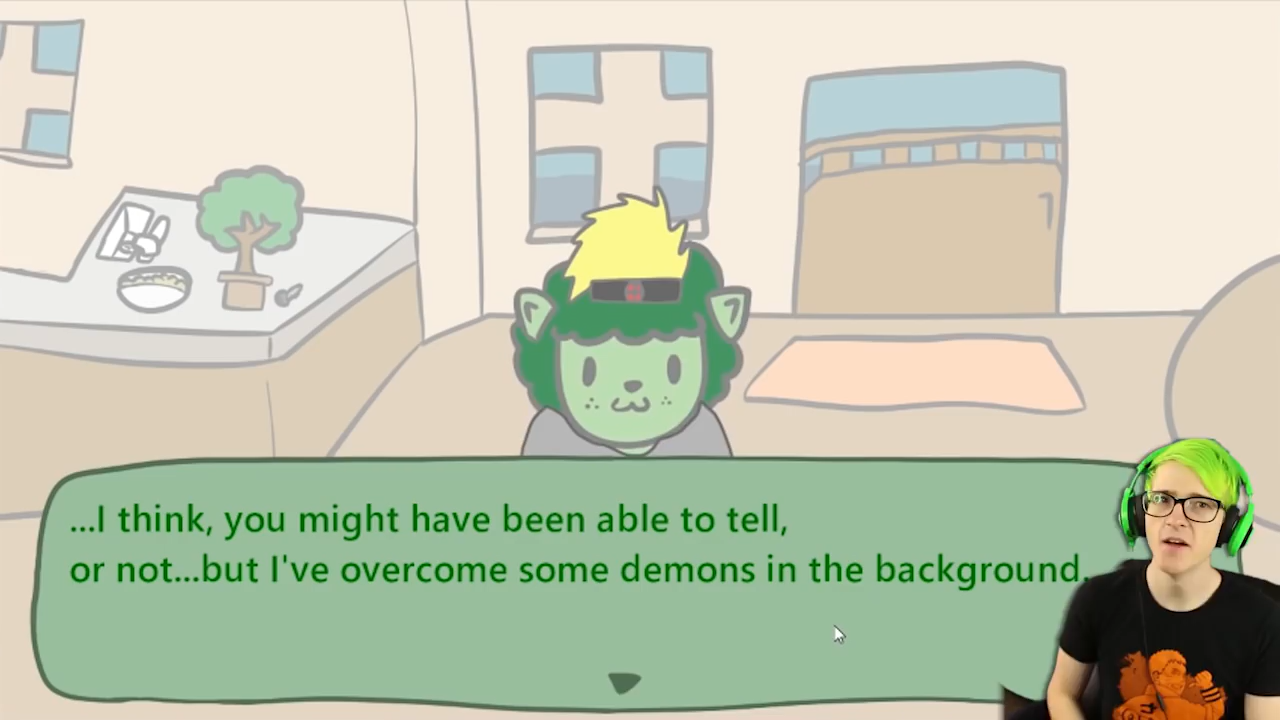 ...I think, you might have been able to tell,
or not...but I've overcome some demons in the background.